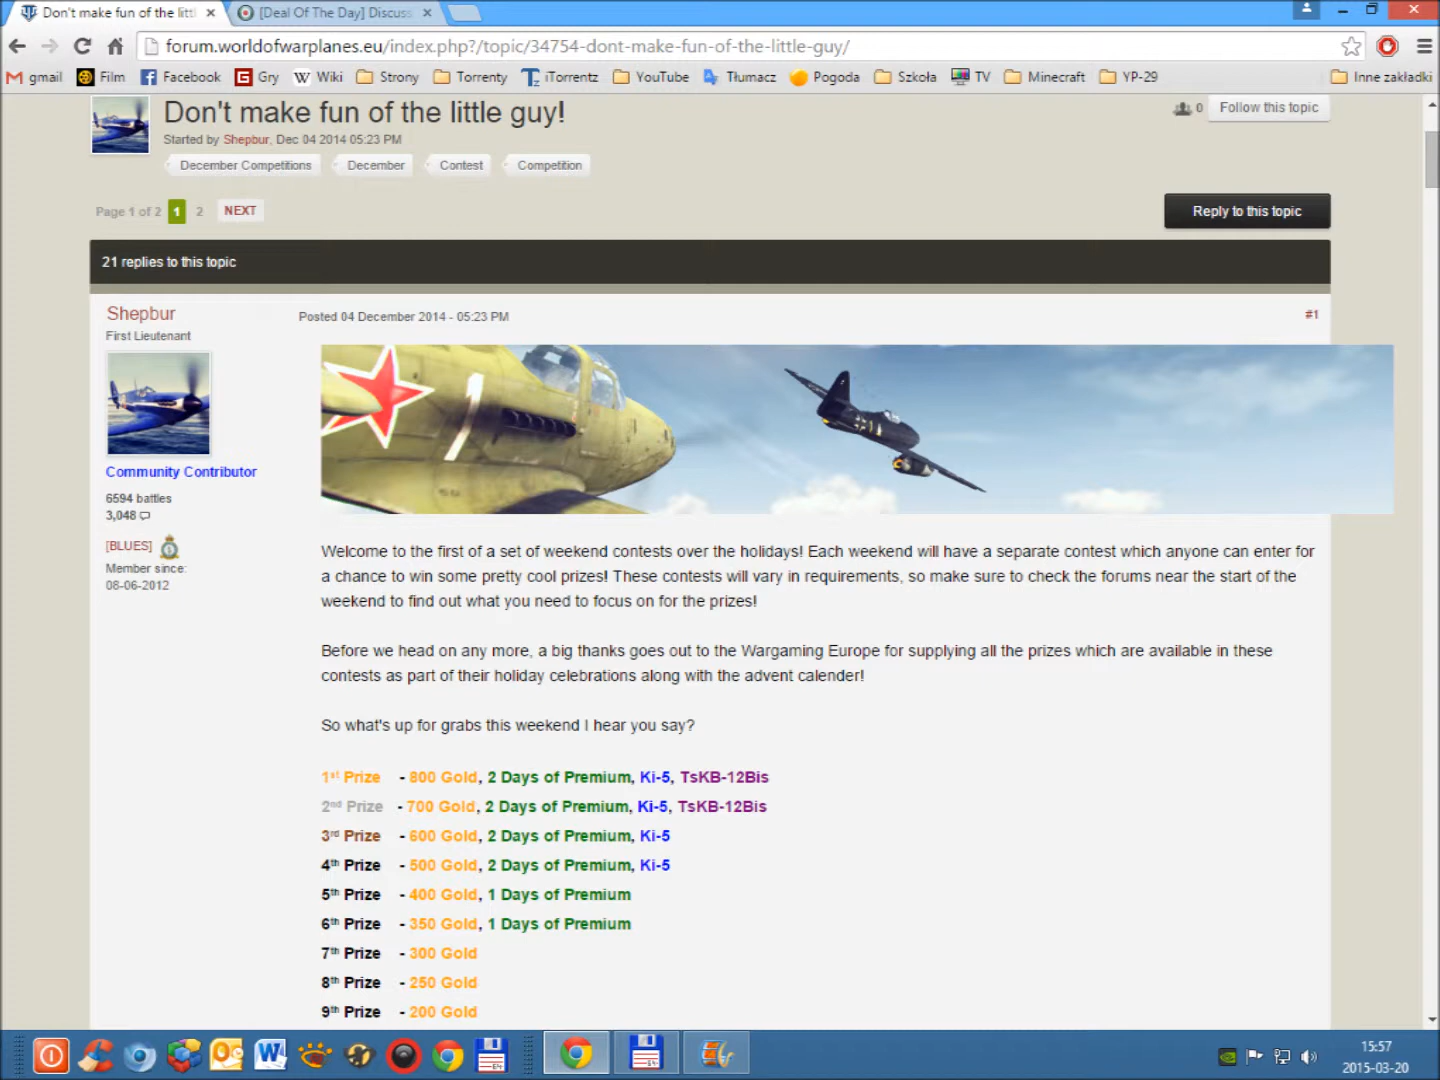 Don't make fun of the littl
[Deal Of The Day] Discuss
forum.worldofwarplanes.eu/index.php?/topic/34754-dont-make-fun-of-the-little-guy/
gmail Film Facebook Gry Wiki Strony Torrenty iTorrentz YouTube Tłumacz Pogoda Szkoła TV Minecraft YP-29 Inne zakładki
Don't make fun of the little guy!
0 Follow this topic
Started by Shepbur, Dec 04 2014 05:23 PM
December Competitions December Contest Competition
Page 1 of 2 1 2 NEXT
Reply to this topic
21 replies to this topic
Shepbur
First Lieutenant
Posted 04 December 2014 - 05:23 PM
#1
Community Contributor
6594 battles
3,048
[BLUES]
Member since:
08-06-2012
Welcome to the first of a set of weekend contests over the holidays! Each weekend will have a separate contest which anyone can enter for
a chance to win some pretty cool prizes! These contests will vary in requirements, so make sure to check the forums near the start of the
weekend to find out what you need to focus on for the prizes!
Before we head on any more, a big thanks goes out to the Wargaming Europe for supplying all the prizes which are available in these
contests as part of their holiday celebrations along with the advent calender!
So what's up for grabs this weekend I hear you say?
1st Prize - 800 Gold, 2 Days of Premium, Ki-5, TsKB-12Bis
2nd Prize - 700 Gold, 2 Days of Premium, Ki-5, TsKB-12Bis
3rd Prize - 600 Gold, 2 Days of Premium, Ki-5
4th Prize - 500 Gold, 2 Days of Premium, Ki-5
5th Prize - 400 Gold, 1 Days of Premium
6th Prize - 350 Gold, 1 Days of Premium
7th Prize - 300 Gold
8th Prize - 250 Gold
9th Prize - 200 Gold
15:57
2015-03-20